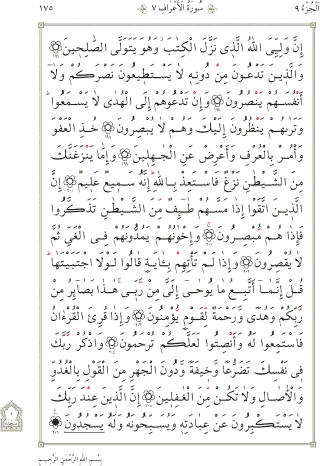 الجزء ٩ سورة الأعراف ٧ ١٧٥
إِنَّ وَلِـِّۧيَ ٱللَّهُ ٱلَّذِي نَزَّلَ ٱلْكِتَٰبَ وَهُوَ يَتَوَلَّى ٱلصَّٰلِحِينَ ۝١٩٦
وَٱلَّذِينَ تَدْعُونَ مِن دُونِهِۦ لَا يَسْتَطِيعُونَ نَصْرَكُمْ وَلَآ
أَنفُسَهُمْ يَنصُرُونَ ۝١٩٧ وَإِن تَدْعُوهُمْ إِلَى ٱلْهُدَىٰ لَا يَسْمَعُوا۟
وَتَرَىٰهُمْ يَنظُرُونَ إِلَيْكَ وَهُمْ لَا يُبْصِرُونَ ۝١٩٨ خُذِ ٱلْعَفْوَ
وَأْمُرْ بِٱلْعُرْفِ وَأَعْرِضْ عَنِ ٱلْجَٰهِلِينَ ۝١٩٩ وَإِمَّا يَنزَغَنَّكَ
مِنَ ٱلشَّيْطَٰنِ نَزْغٌ فَٱسْتَعِذْ بِٱللَّهِ إِنَّهُۥ سَمِيعٌ عَلِيمٌ ۝٢٠٠ إِنَّ
ٱلَّذِينَ ٱتَّقَوْا۟ إِذَا مَسَّهُمْ طَٰٓئِفٌ مِّنَ ٱلشَّيْطَٰنِ تَذَكَّرُوا۟
فَإِذَا هُم مُّبْصِرُونَ ۝٢٠١ وَإِخْوَٰنُهُمْ يَمُدُّونَهُمْ فِي ٱلْغَيِّ ثُمَّ
لَا يُقْصِرُونَ ۝٢٠٢ وَإِذَا لَمْ تَأْتِهِم بِـَٔايَةٍ قَالُوا۟ لَوْلَا ٱجْتَبَيْتَهَا
قُلْ إِنَّمَآ أَتَّبِعُ مَا يُوحَىٰٓ إِلَيَّ مِن رَّبِّي هَٰذَا بَصَآئِرُ مِن
رَّبِّكُمْ وَهُدًى وَرَحْمَةٌ لِّقَوْمٍ يُؤْمِنُونَ ۝٢٠٣ وَإِذَا قُرِئَ ٱلْقُرْءَانُ
فَٱسْتَمِعُوا۟ لَهُۥ وَأَنصِتُوا۟ لَعَلَّكُمْ تُرْحَمُونَ ۝٢٠٤ وَٱذْكُر رَّبَّكَ
فِي نَفْسِكَ تَضَرُّعًا وَخِيفَةً وَدُونَ ٱلْجَهْرِ مِنَ ٱلْقَوْلِ بِٱلْغُدُوِّ
وَٱلْءَاصَالِ وَلَا تَكُن مِّنَ ٱلْغَٰفِلِينَ ۝٢٠٥ إِنَّ ٱلَّذِينَ عِندَ رَبِّكَ
لَا يَسْتَكْبِرُونَ عَنْ عِبَادَتِهِۦ وَيُسَبِّحُونَهُۥ وَلَهُۥ يَسْجُدُونَ ۝٢٠٦
سجدة
بِسْمِ ٱللَّهِ ٱلرَّحْمَٰنِ ٱلرَّحِيمِ